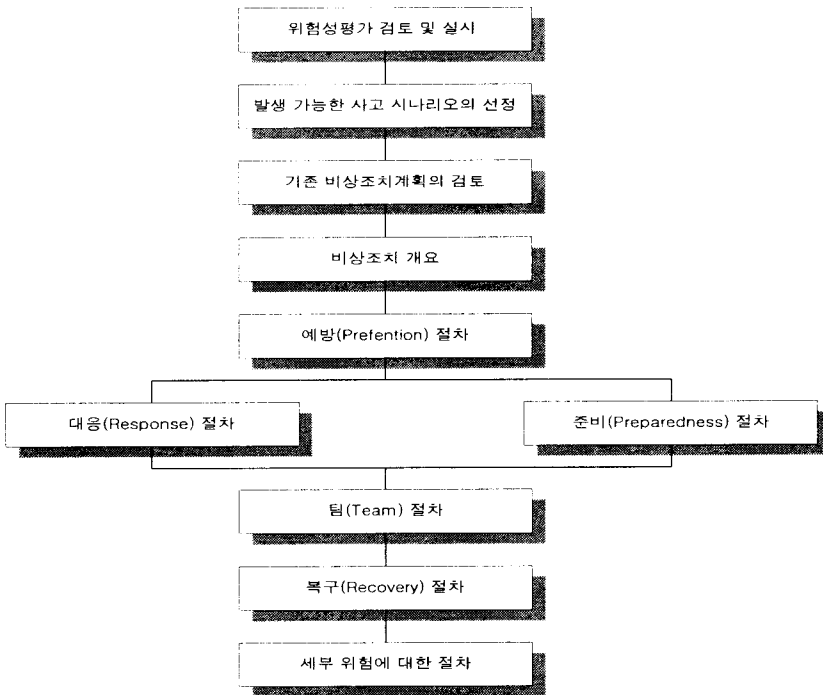 위험성평가 검토 및 실시
발생 가능한 사고 시나리오의 선정
기존 비상조치계획의 검토
비상조치 개요
예방(Prefention) 절차
대응(Response) 절차
준비(Preparedness) 절차
팀(Team) 절차
복구(Recovery) 절차
세부 위험에 대한 절차